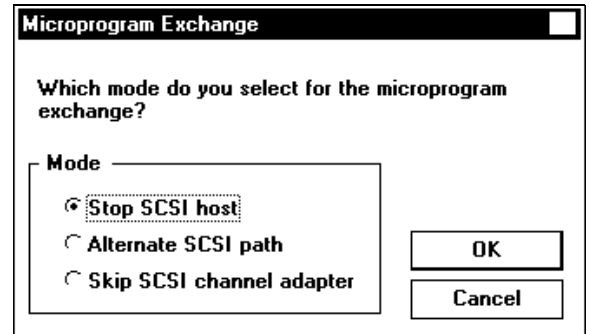 Microprogram Exchange
Which mode do you select for the microprogram
exchange?
Mode
Stop SCSI host
Alternate SCSI path
Skip SCSI channel adapter
OK
Cancel